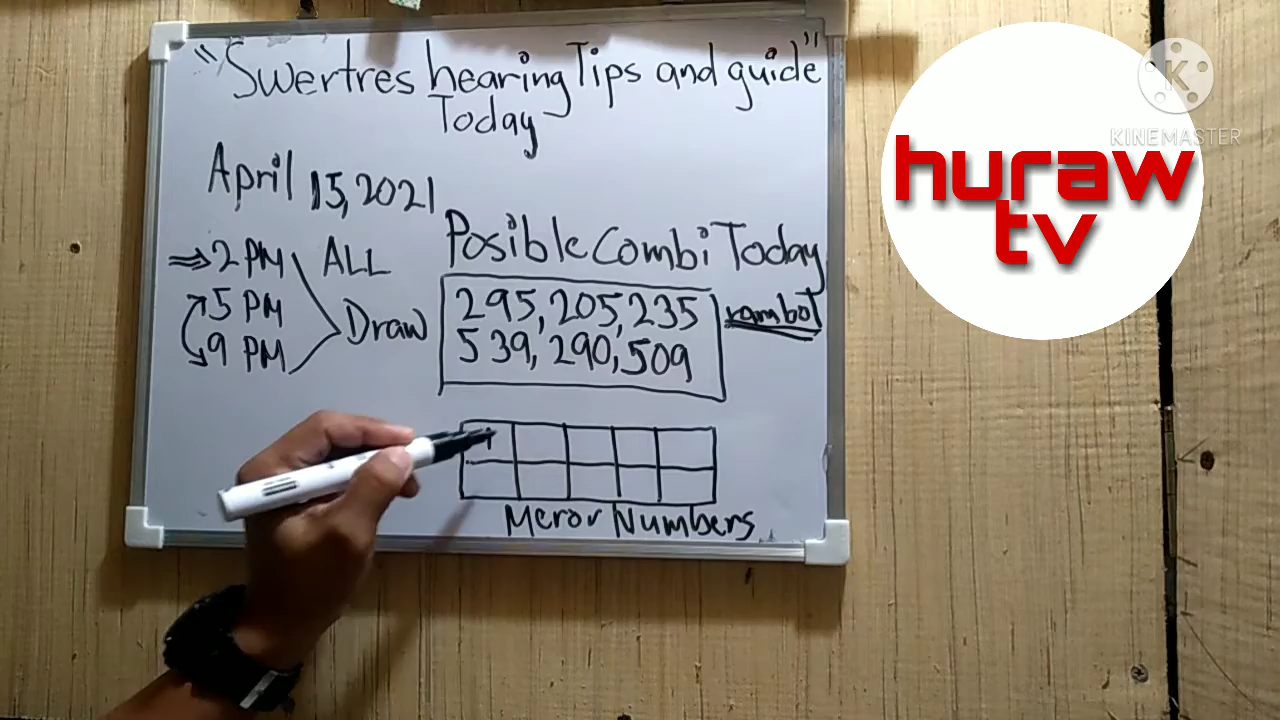 "Swertres hearing Tips and guide"
Today
April 15, 2021
⇒ 2 PM
5 PM
9 PM
ALL
Draw
Posible Combi Today
295, 205, 235
539, 290, 509
rambol
Meror Numbers
huraw
tv
K
KINEMASTER